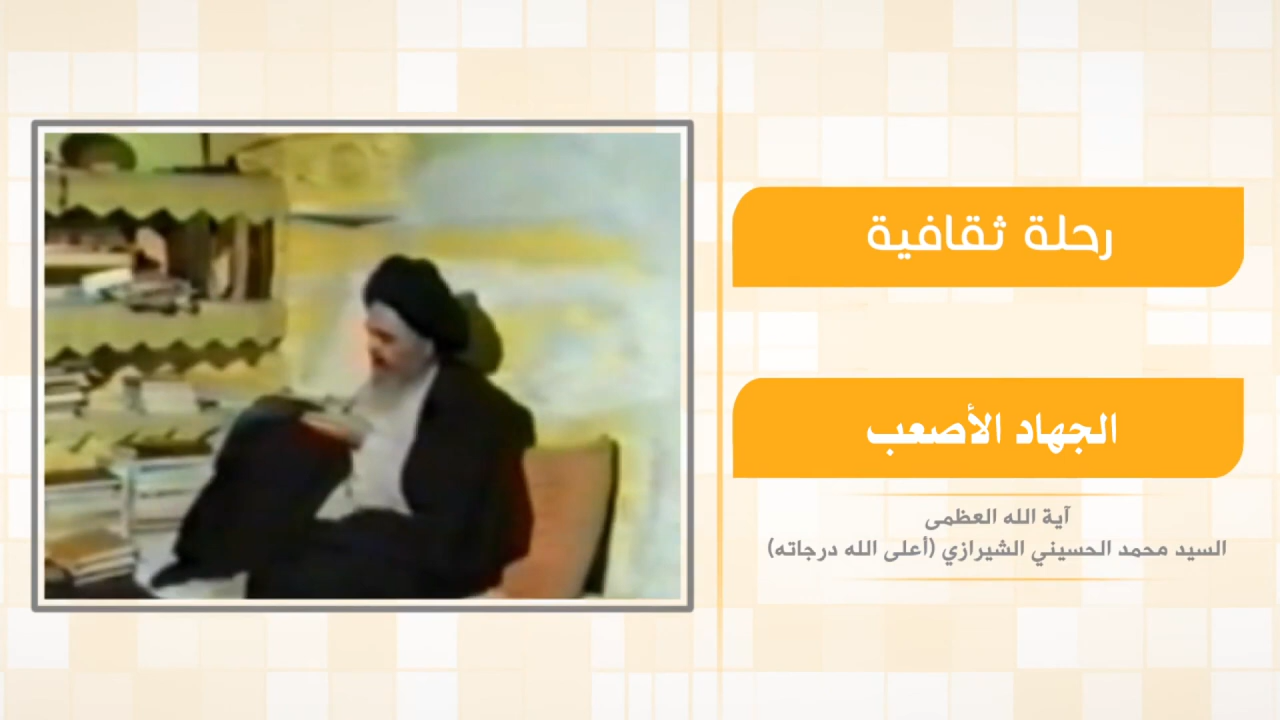 رحلة ثقافية
الجهاد الأصعب
آية الله العظمى
السيد محمد الحسيني الشيرازي (أعلى الله درجاته)